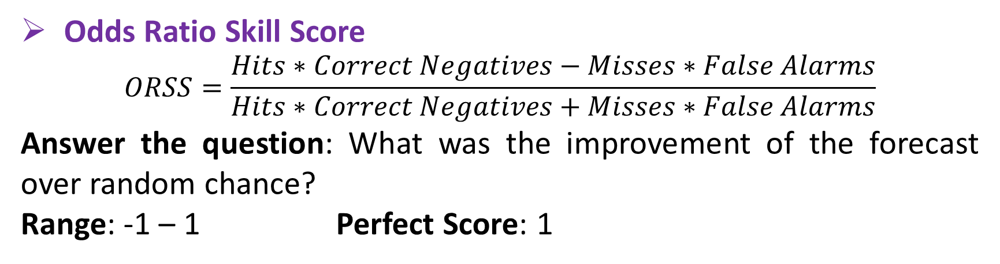 ➢ Odds Ratio Skill Score
Hits * Correct Negatives − Misses * False Alarms
ORSS =
Hits * Correct Negatives + Misses * False Alarms
Answer the question: What was the improvement of the forecast
over random chance?
Range: -1 – 1 Perfect Score: 1